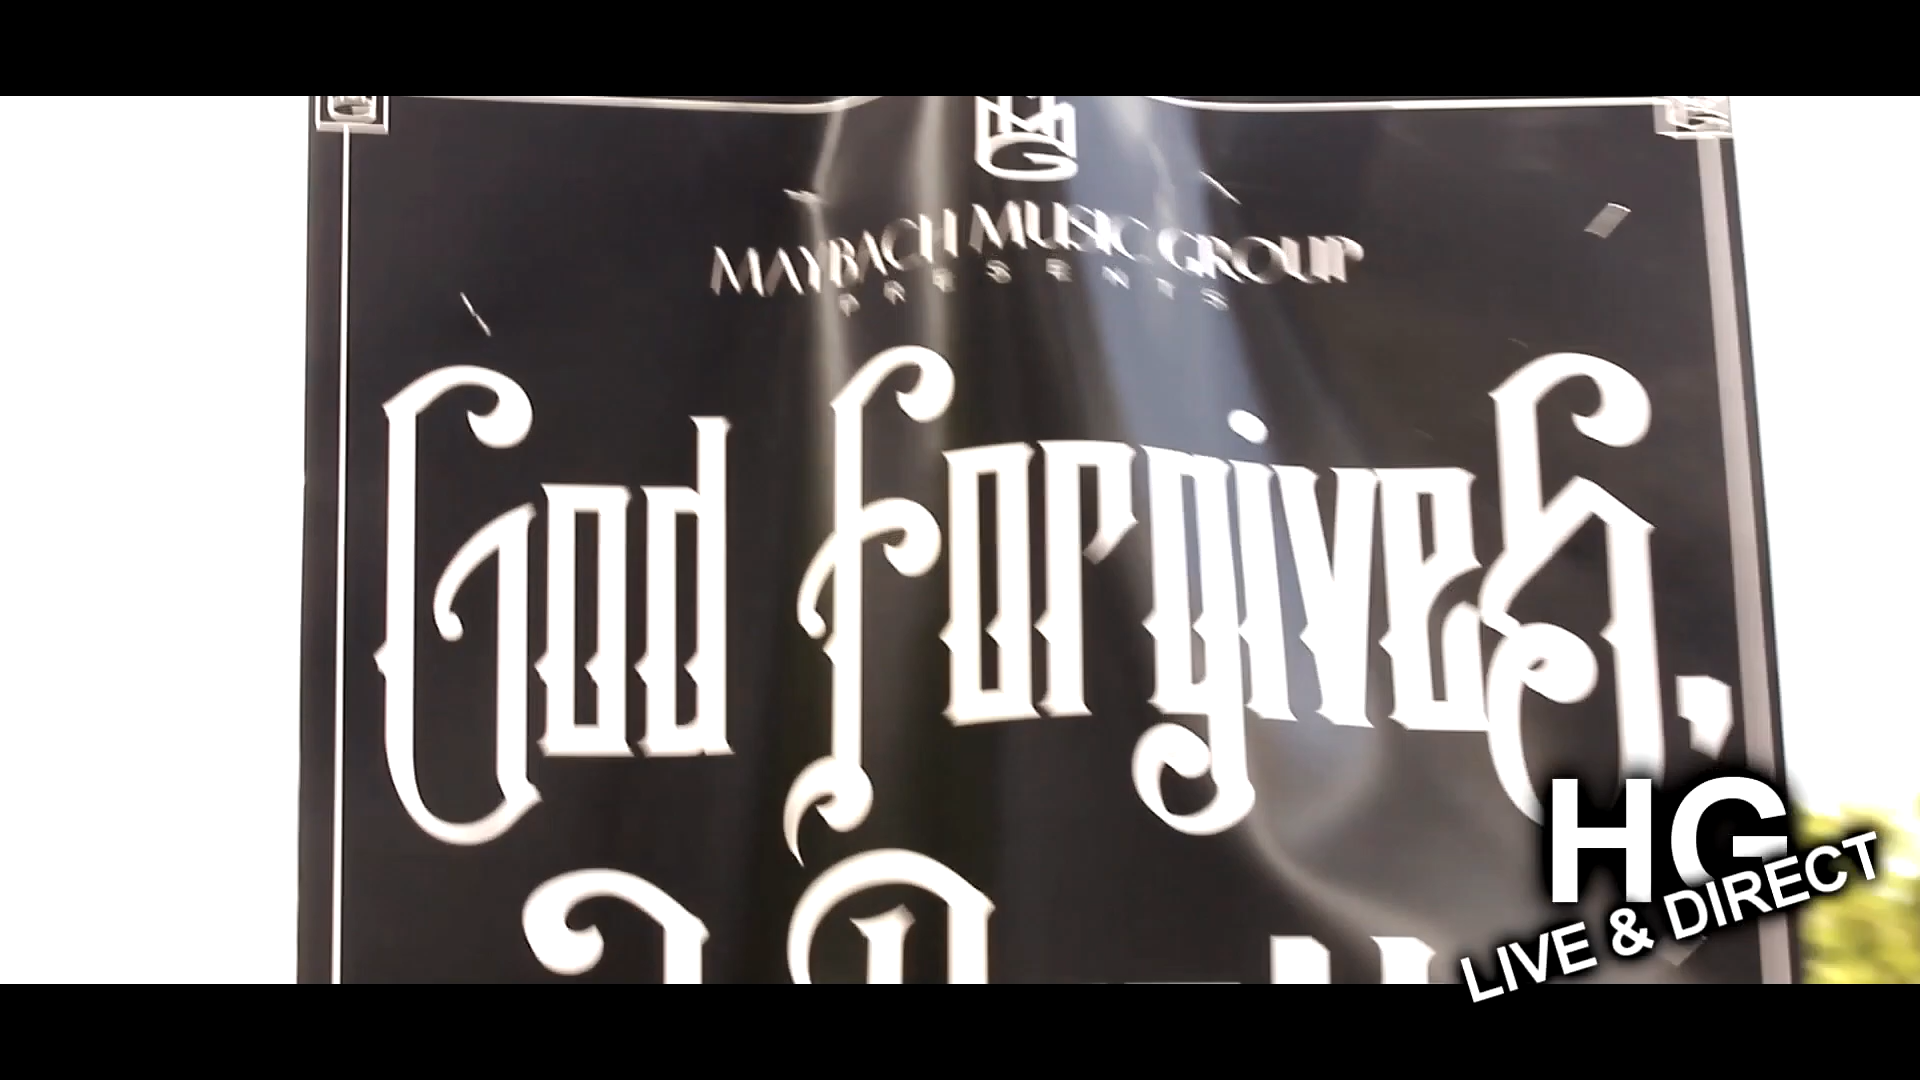 MMG
MAYBACH MUSIC GROUP
PRESENTS
God Forgives,
HG
LIVE & DIRECT